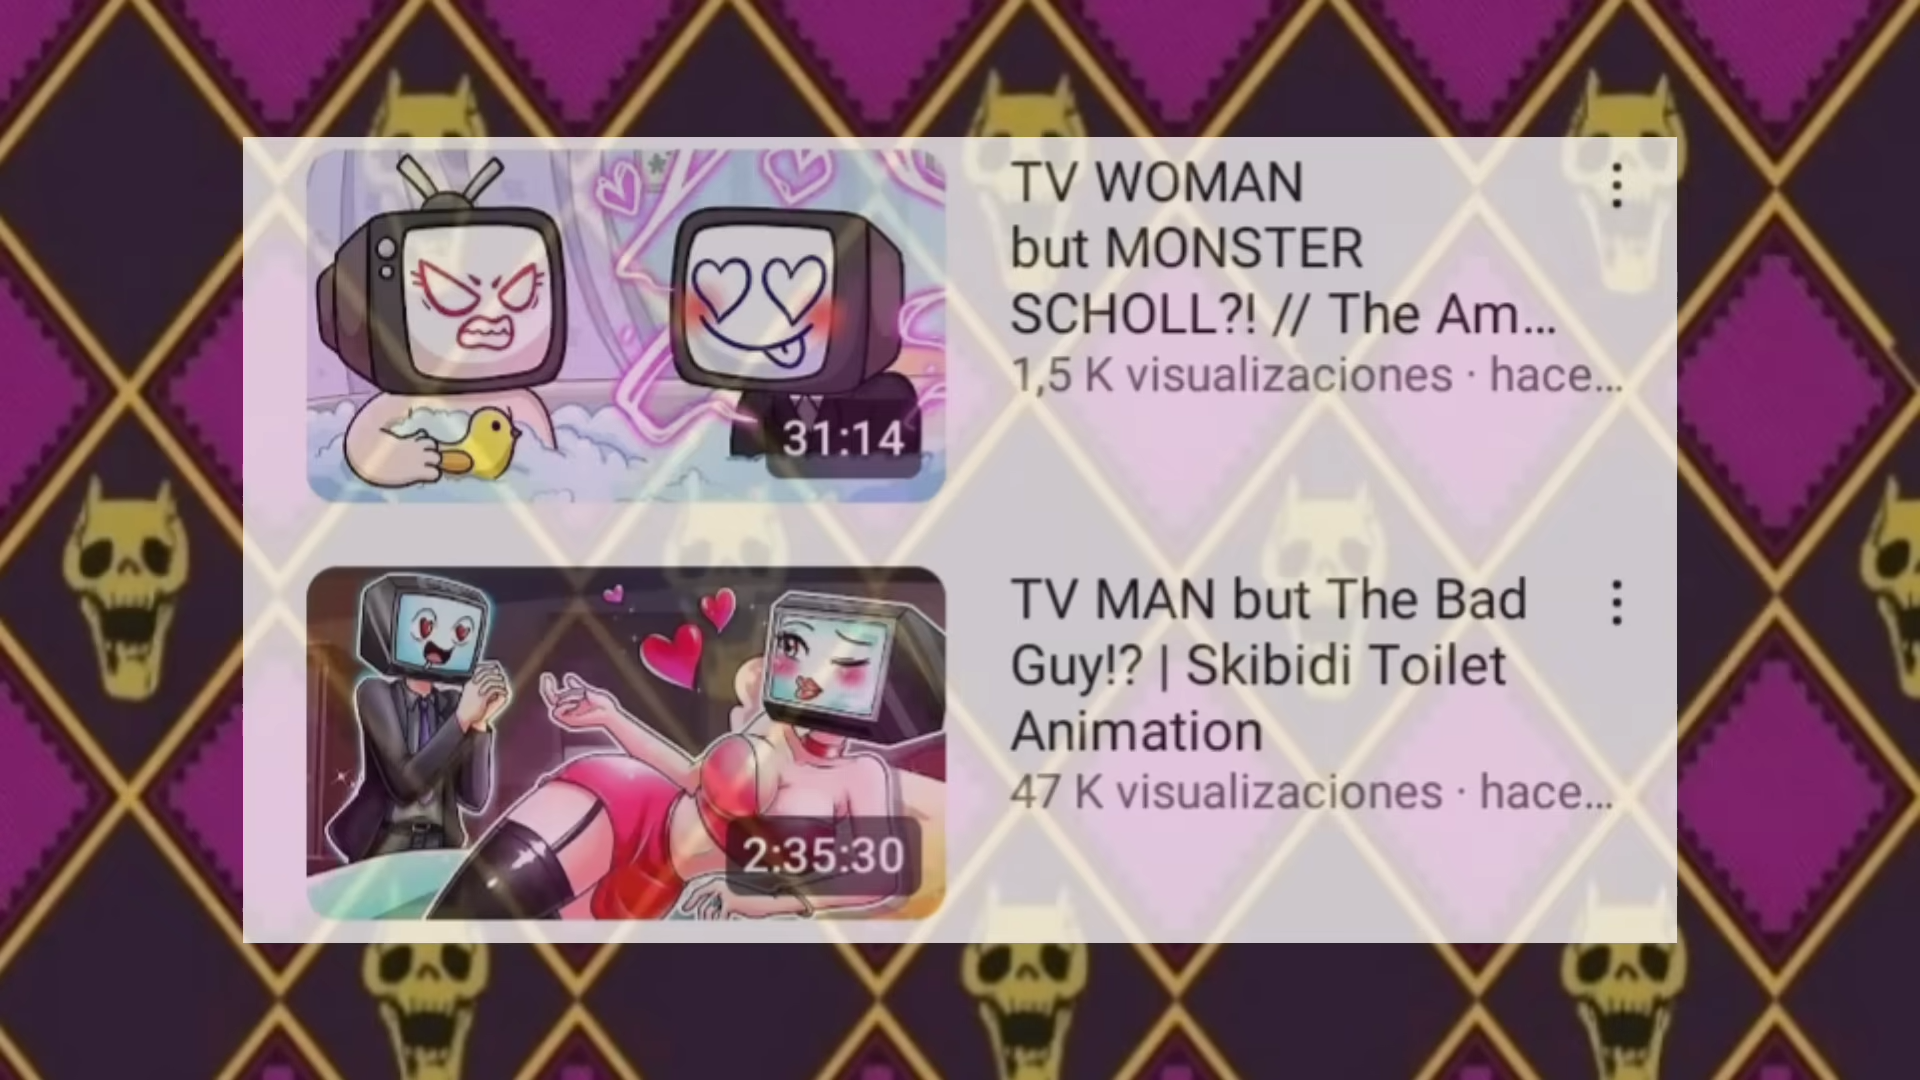 TV WOMAN
but MONSTER
SCHOLL?! // The Am...
1,5 K visualizaciones · hace...
31:14
TV MAN but The Bad
Guy!? | Skibidi Toilet
Animation
47 K visualizaciones · hace...
2:35:30